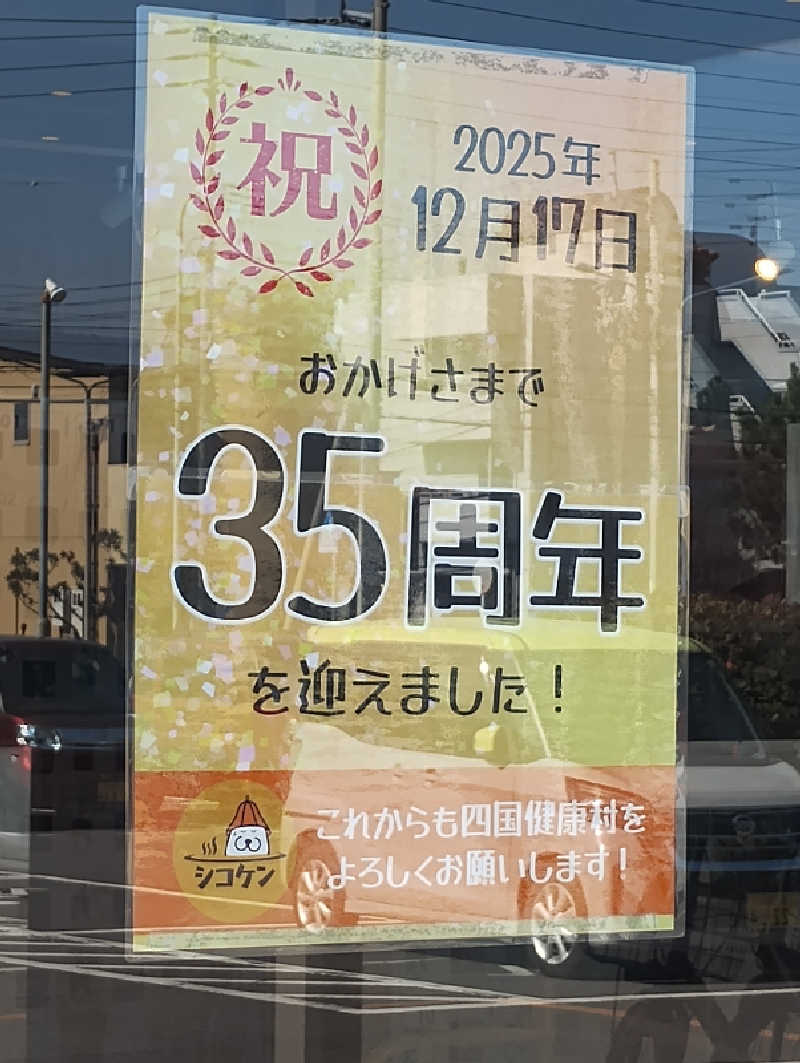 祝
2025年
12月17日
おかげさまで
35周年
を迎えました！
シコケン
これからも四国健康村を
よろしくお願いします！